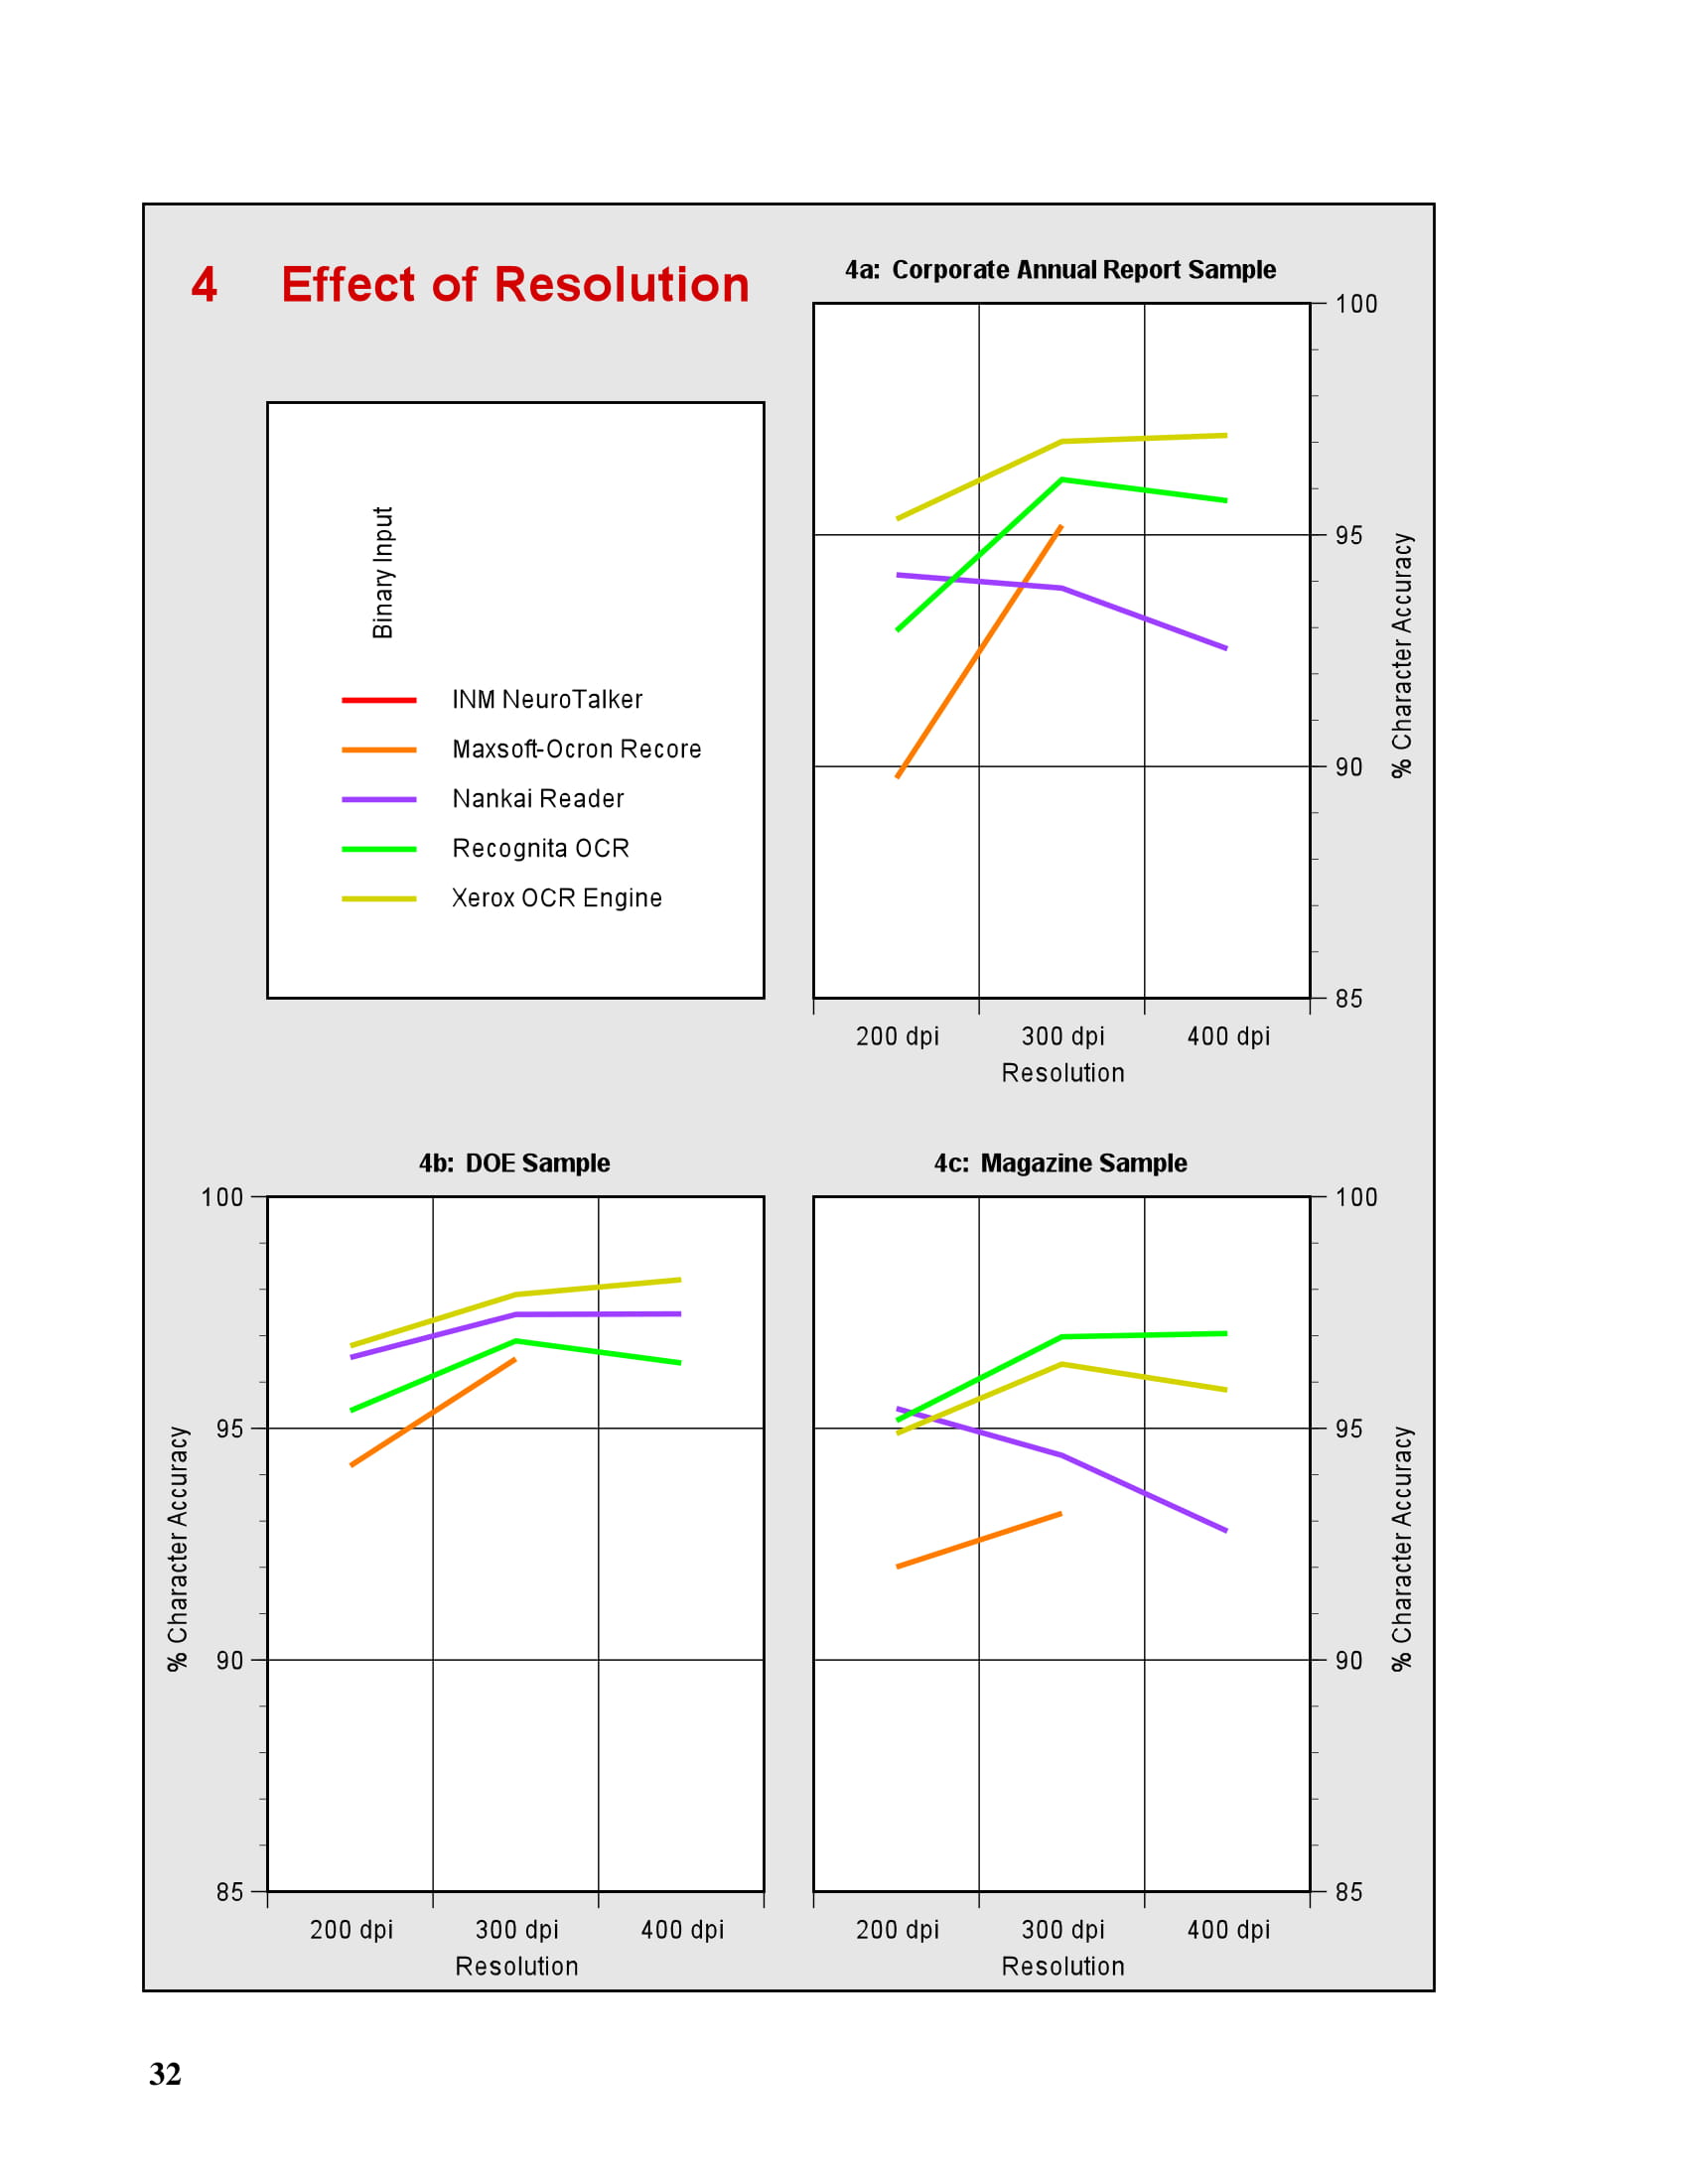 4 Effect of Resolution
Binary Input
INM NeuroTalker
Maxsoft-Ocron Recore
Nankai Reader
Recognita OCR
Xerox OCR Engine
4a: Corporate Annual Report Sample
100
95
90
85
% Character Accuracy
200 dpi 300 dpi 400 dpi
Resolution
4b: DOE Sample
100
95
90
85
% Character Accuracy
200 dpi 300 dpi 400 dpi
Resolution
4c: Magazine Sample
100
95
90
85
% Character Accuracy
200 dpi 300 dpi 400 dpi
Resolution
32